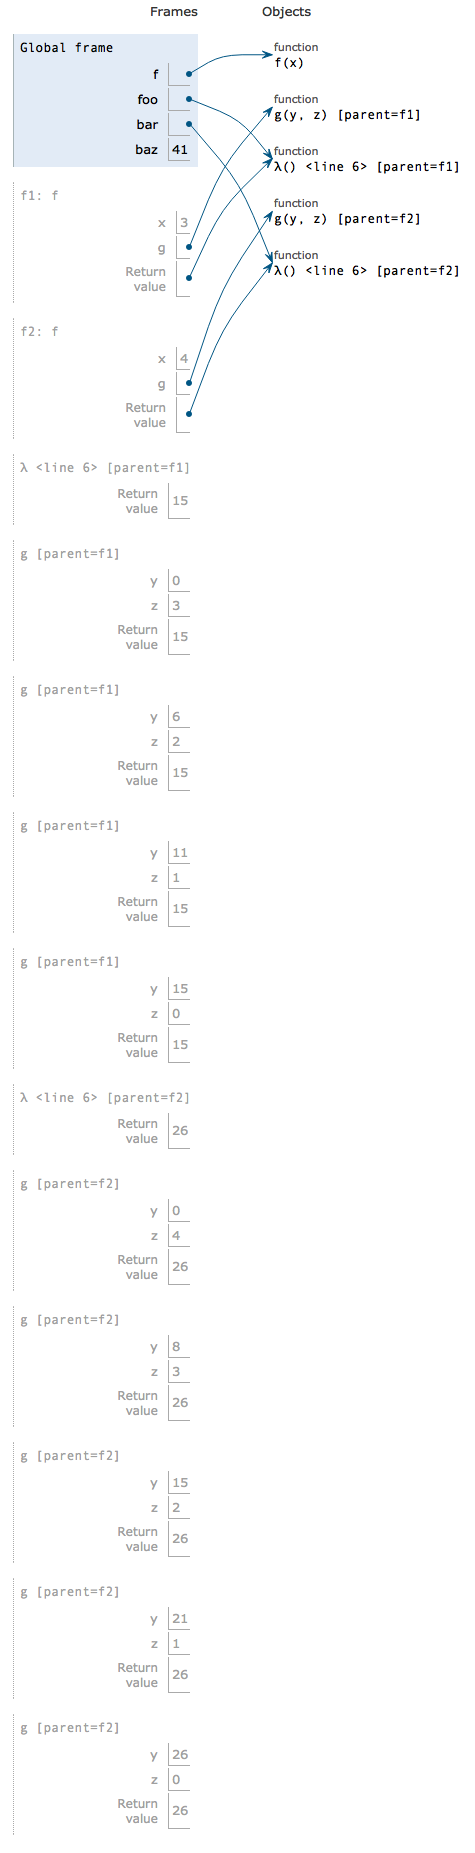 Frames Objects
Global frame
f
foo
bar
baz 41
function
f(x)
function
g(y, z) [parent=f1]
function
λ() <line 6> [parent=f1]
function
g(y, z) [parent=f2]
function
λ() <line 6> [parent=f2]
f1: f
x 3
g
Return
value
f2: f
x 4
g
Return
value
λ <line 6> [parent=f1]
Return
value 15
g [parent=f1]
y 0
z 3
Return
value 15
g [parent=f1]
y 6
z 2
Return
value 15
g [parent=f1]
y 11
z 1
Return
value 15
g [parent=f1]
y 15
z 0
Return
value 15
λ <line 6> [parent=f2]
Return
value 26
g [parent=f2]
y 0
z 4
Return
value 26
g [parent=f2]
y 8
z 3
Return
value 26
g [parent=f2]
y 15
z 2
Return
value 26
g [parent=f2]
y 21
z 1
Return
value 26
g [parent=f2]
y 26
z 0
Return
value 26